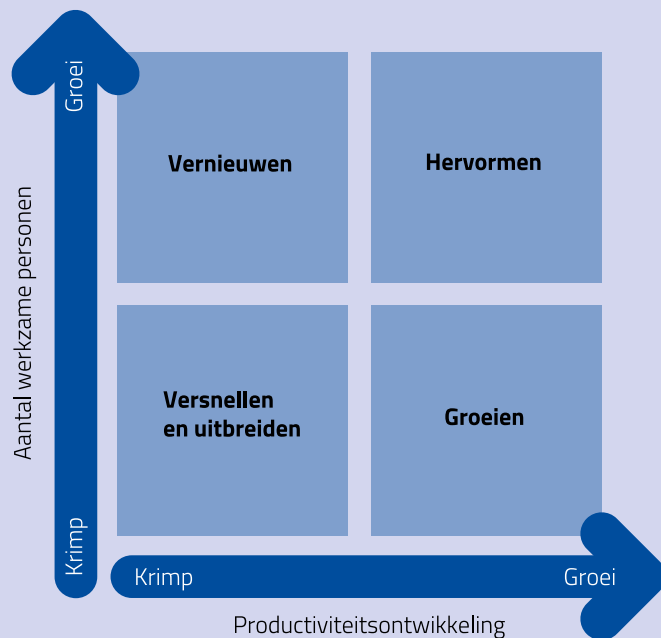 Groei
Vernieuwen
Hervormen
Aantal werkzame personen
Versnellen
en uitbreiden
Groeien
Krimp
Krimp
Groei
Productiviteitsontwikkeling